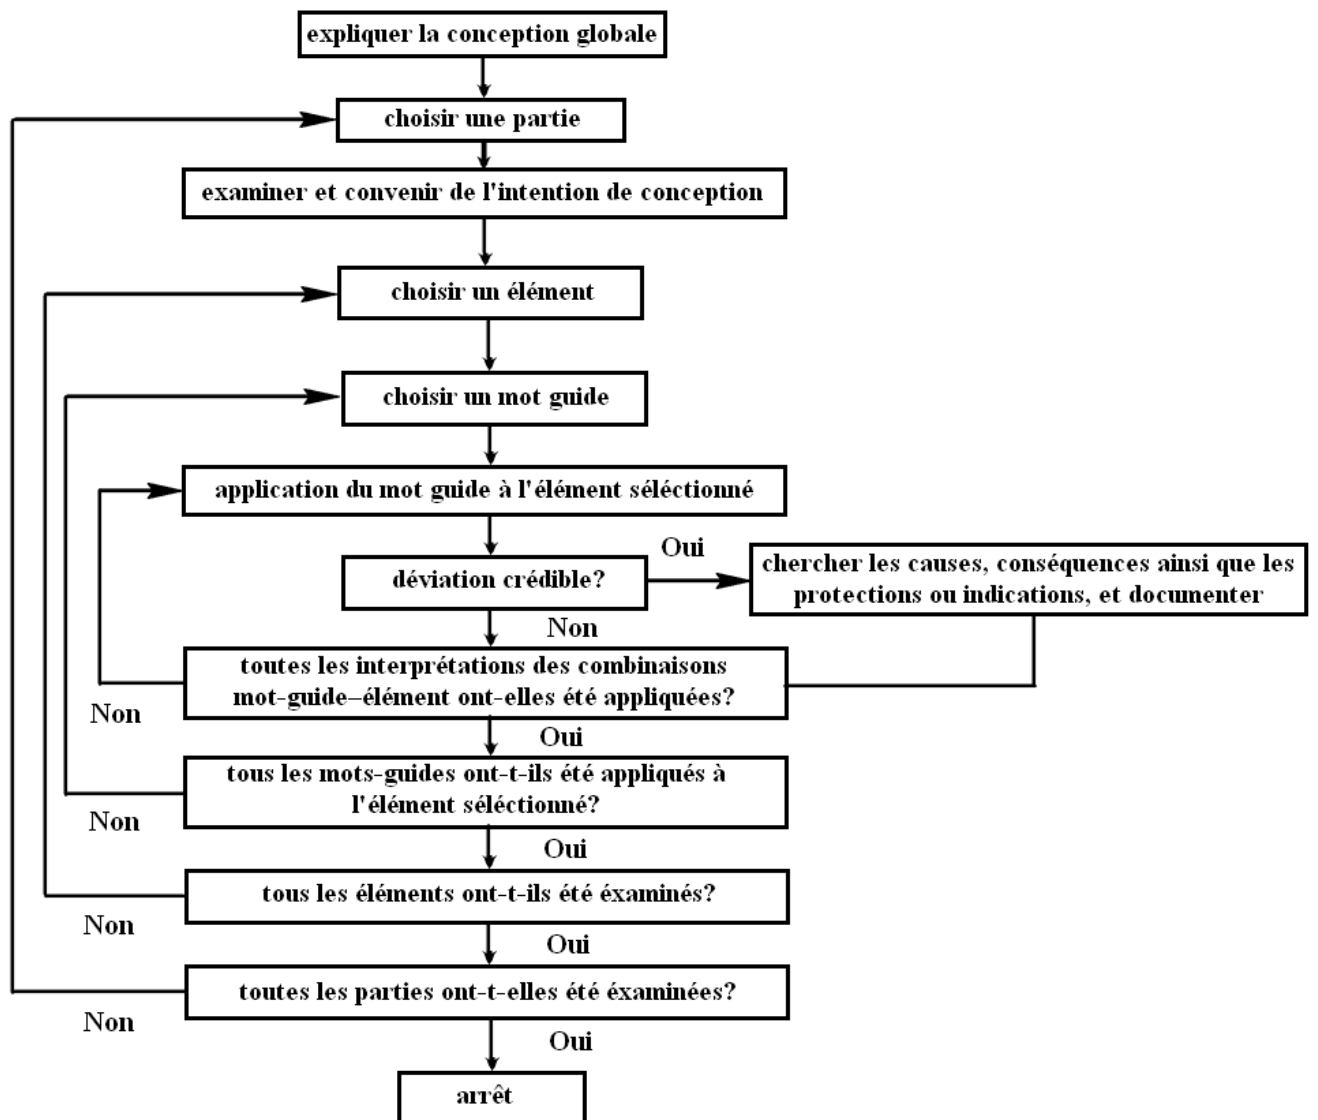 expliquer la conception globale
choisir une partie
examiner et convenir de l'intention de conception
choisir un élément
choisir un mot guide
application du mot guide à l'élément séléctionné
déviation crédible?
Oui
chercher les causes, conséquences ainsi que les
protections ou indications, et documenter
Non
toutes les interprétations des combinaisons
mot-guide–élément ont-elles été appliquées?
Non
Oui
tous les mots-guides ont-t-ils été appliqués à
l'élément séléctionné?
Non
Oui
tous les éléments ont-t-ils été éxaminés?
Non
Oui
toutes les parties ont-t-elles été éxaminées?
Non
Oui
arrêt